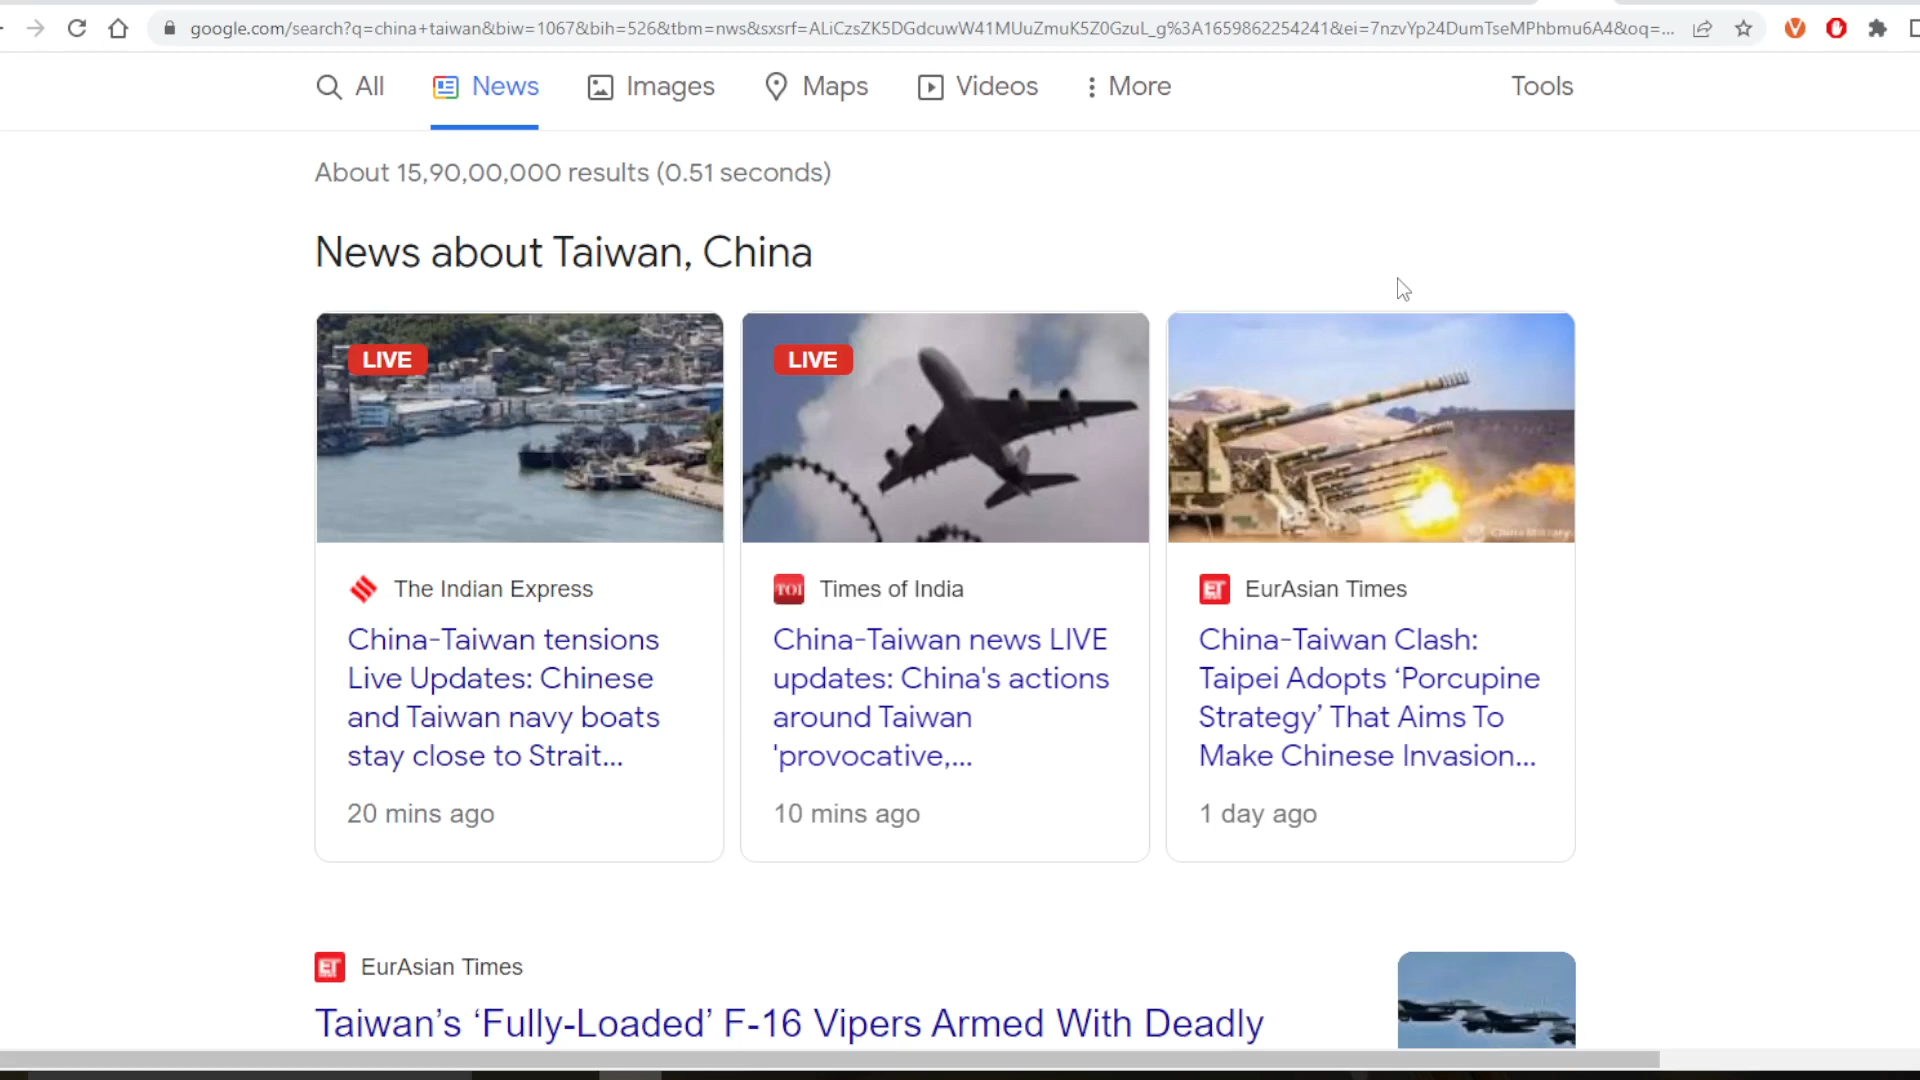 google.com/search?q=china+taiwan&biw=1067&bih=526&tbm=nws&sxsrf=ALiCzsZK5DGdcuwW41MUuZmuK5Z0GzuL_g%3A1659862254241&ei=7nzvYp24DumTseMPhbmu6A4&oq=...
All News Images Maps Videos More Tools
About 15,90,00,000 results (0.51 seconds)
News about Taiwan, China
LIVE
The Indian Express
China-Taiwan tensions
Live Updates: Chinese
and Taiwan navy boats
stay close to Strait...
20 mins ago
LIVE
TOI Times of India
China-Taiwan news LIVE
updates: China's actions
around Taiwan
'provocative,...
10 mins ago
China Military
ET EurAsian Times
China-Taiwan Clash:
Taipei Adopts ‘Porcupine
Strategy’ That Aims To
Make Chinese Invasion...
1 day ago
ET EurAsian Times
Taiwan’s ‘Fully-Loaded’ F-16 Vipers Armed With Deadly